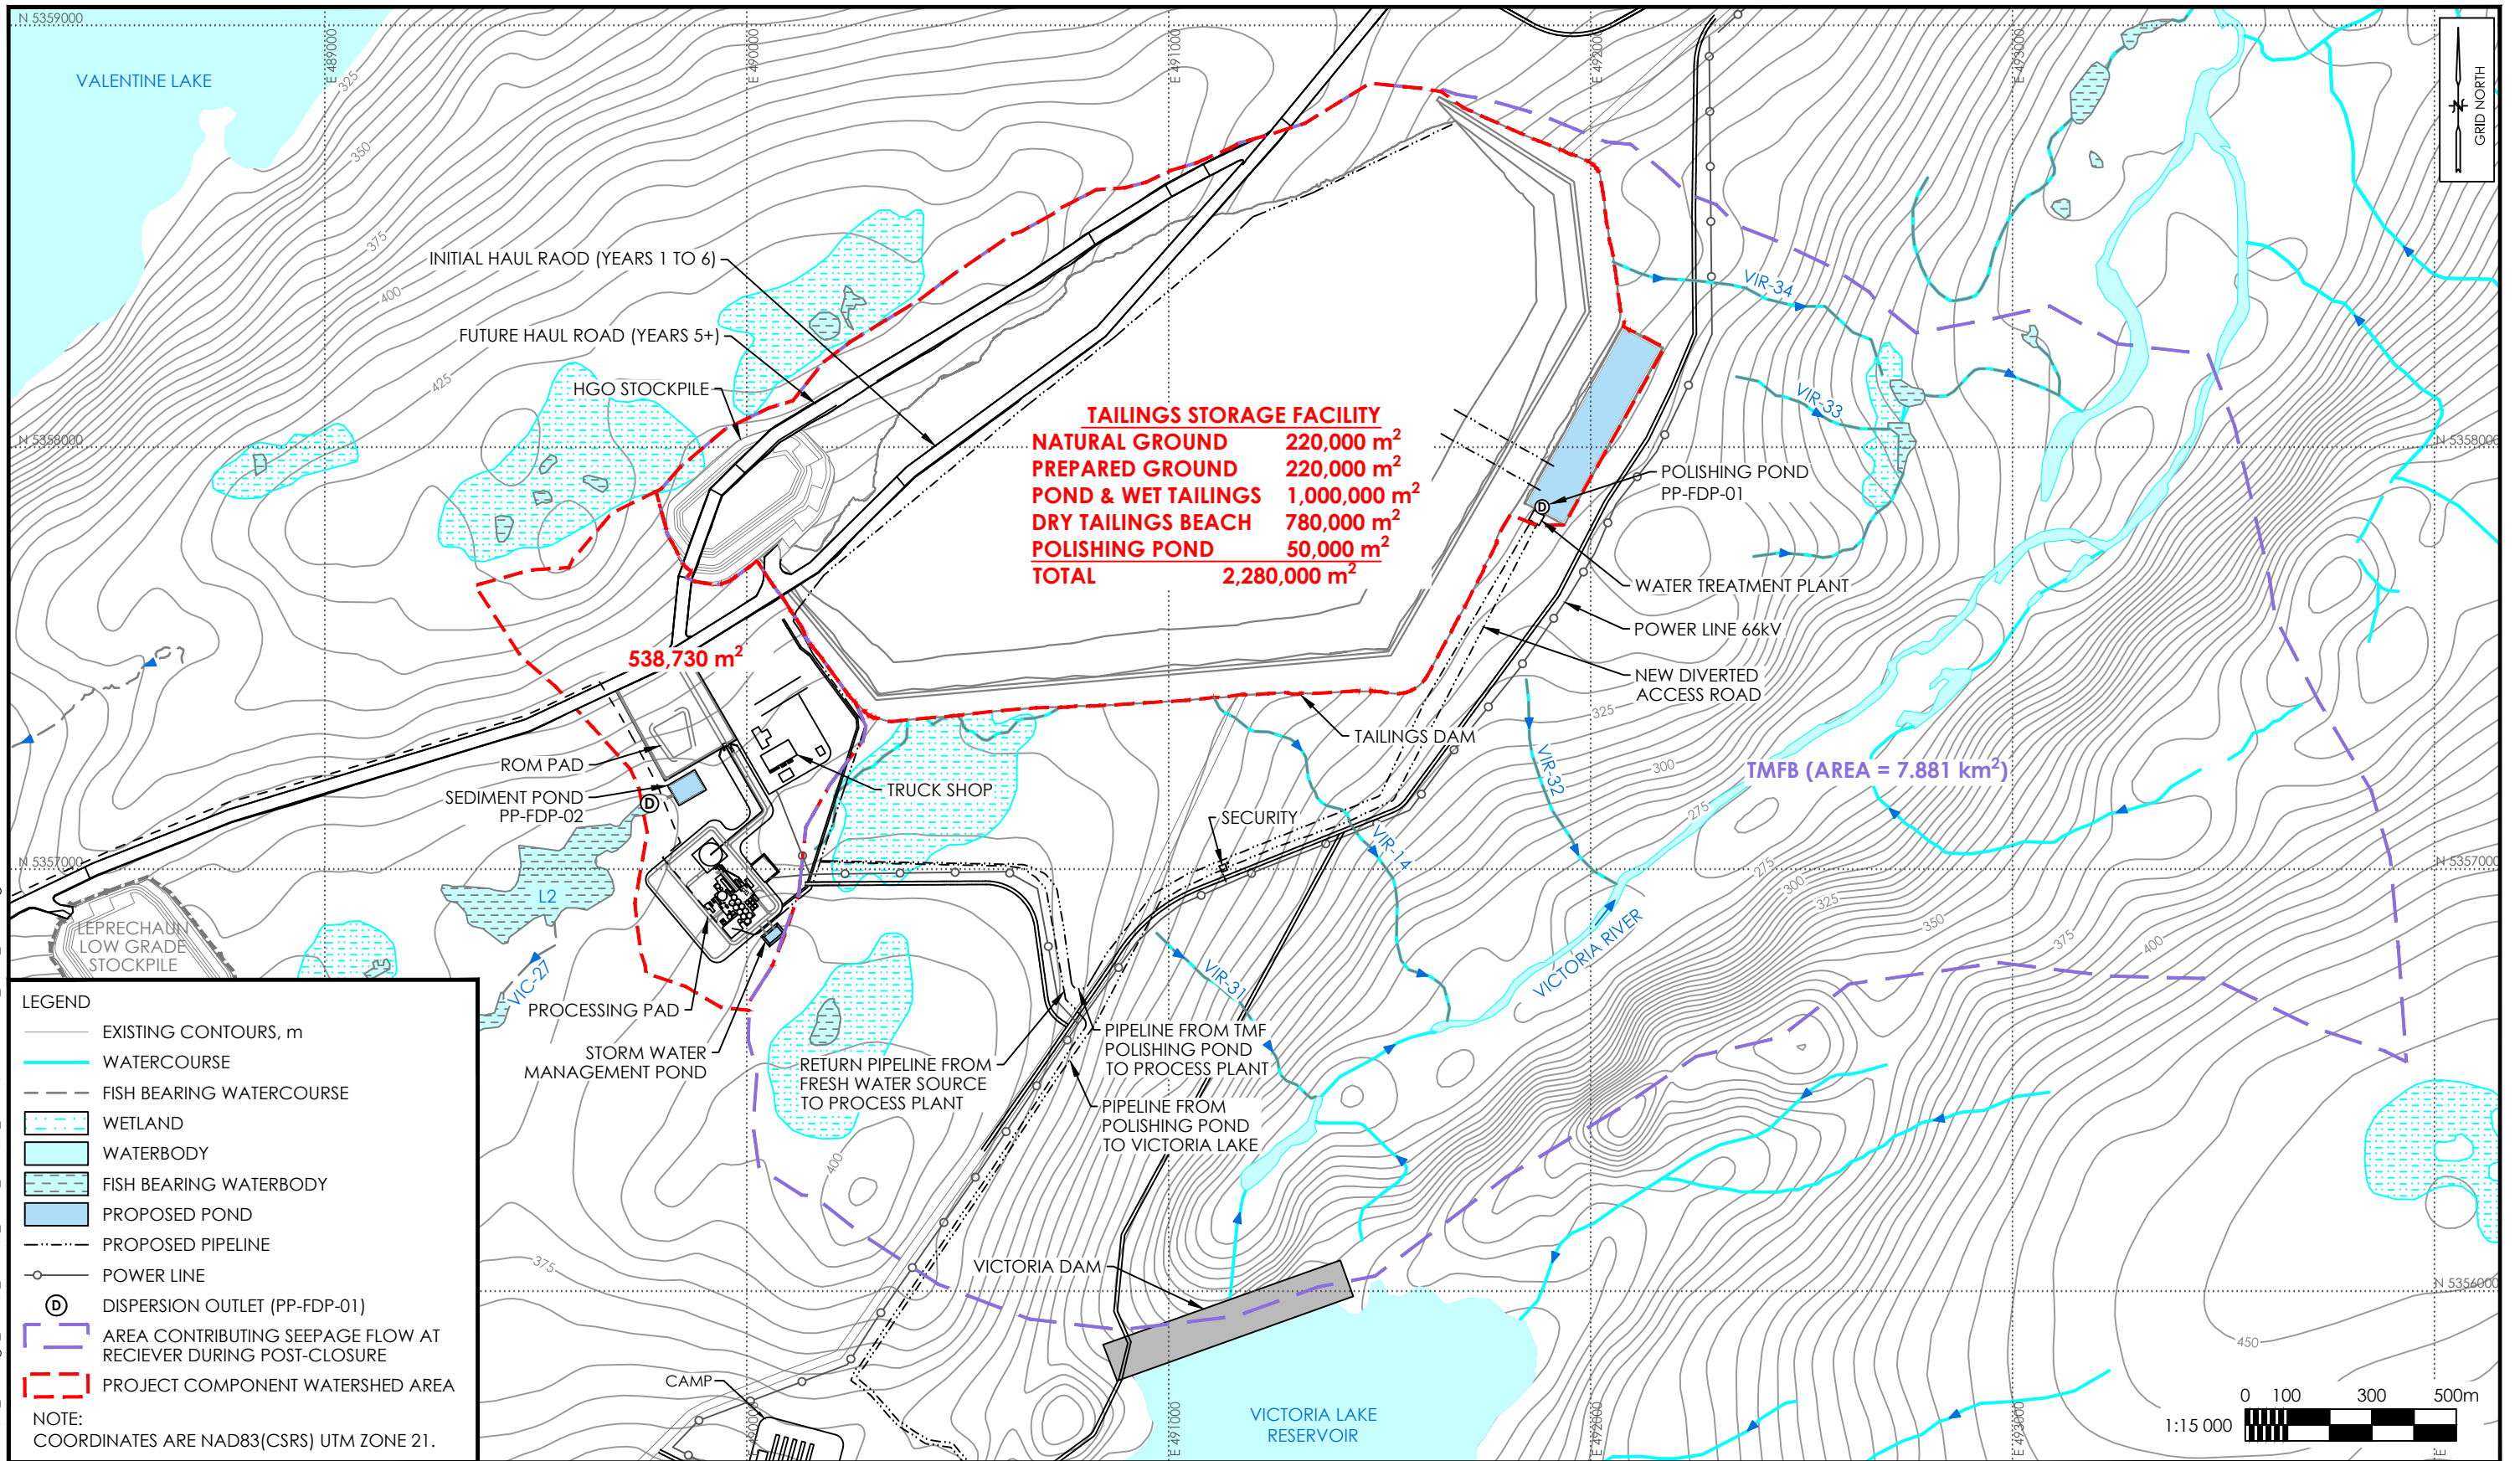 N 5359000
E 489000
E 490000
E 491000
E 492000
E 493000
GRID NORTH
N
VALENTINE LAKE
325
350
375
400
425
INITIAL HAUL RAOD (YEARS 1 TO 6)
FUTURE HAUL ROAD (YEARS 5+)
HGO STOCKPILE
VIR-34
VIR-33
N 5358000
N 5358000
TAILINGS STORAGE FACILITY
NATURAL GROUND 220,000 m²
PREPARED GROUND 220,000 m²
POND & WET TAILINGS 1,000,000 m²
DRY TAILINGS BEACH 780,000 m²
POLISHING POND 50,000 m²
TOTAL 2,280,000 m²
POLISHING POND
PP-FDP-01
D
WATER TREATMENT PLANT
POWER LINE 66kV
NEW DIVERTED
ACCESS ROAD
538,730 m²
325
TAILINGS DAM
300
VIR-32
TMFB (AREA = 7.881 km²)
275
ROM PAD
SEDIMENT POND
PP-FDP-02
D
TRUCK SHOP
SECURITY
VIR-14
N 5357000
N 5357000
275
300
325
350
375
400
L2
LEPRECHAUN
LOW GRADE
STOCKPILE
VIC-27
VIR-31
VICTORIA RIVER
PROCESSING PAD
STORM WATER
MANAGEMENT POND
RETURN PIPELINE FROM
FRESH WATER SOURCE
TO PROCESS PLANT
PIPELINE FROM TMF
POLISHING POND
TO PROCESS PLANT
PIPELINE FROM
POLISHING POND
TO VICTORIA LAKE
400
375
VICTORIA DAM
N 5356000
450
CAMP
VICTORIA LAKE
RESERVOIR
E 490000
E 491000
E 492000
E 493000
E
LEGEND
EXISTING CONTOURS, m
WATERCOURSE
FISH BEARING WATERCOURSE
WETLAND
WATERBODY
FISH BEARING WATERBODY
PROPOSED POND
PROPOSED PIPELINE
POWER LINE
D DISPERSION OUTLET (PP-FDP-01)
AREA CONTRIBUTING SEEPAGE FLOW AT
RECIEVER DURING POST-CLOSURE
PROJECT COMPONENT WATERSHED AREA
NOTE:
COORDINATES ARE NAD83(CSRS) UTM ZONE 21.
0 100 300 500m
1:15 000